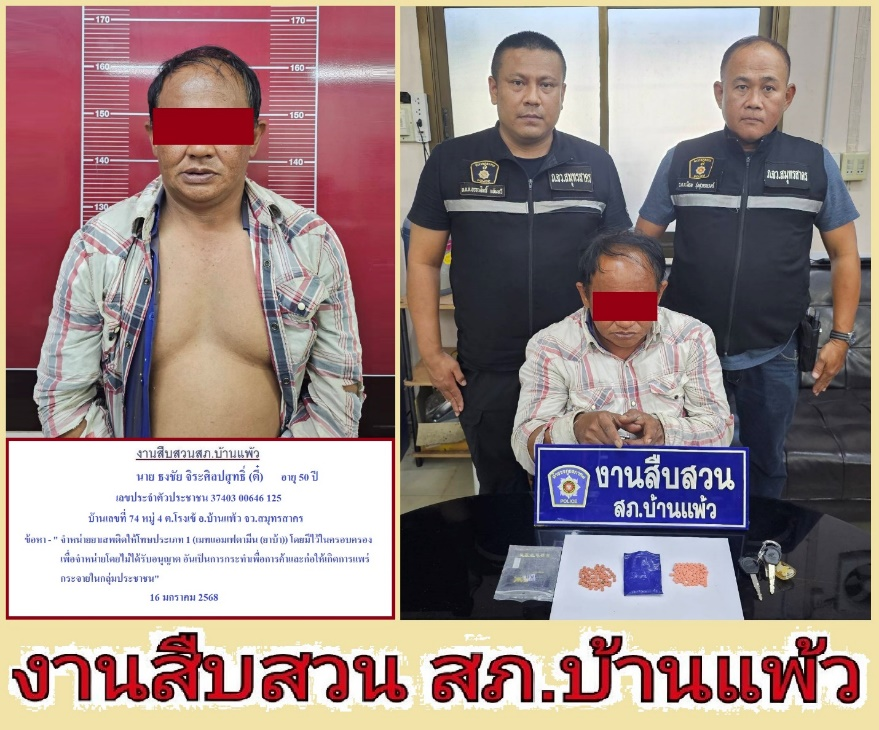 170
160
150
140
130
170
160
150
140
งานสืบสวนสภ.บ้านแพ้ว
นาย ธงชัย จิระศิลปสุทธิ์ (ตี๋) อายุ 50 ปี
เลขประจำตัวประชาชน 37403 00646 125
บ้านเลขที่ 74 หมู่ 4 ต.โรงเข้ อ.บ้านแพ้ว จว.สมุทรสาคร
ข้อหา - " จำหน่ายยาเสพติดให้โทษประเภท 1 (เมทแอมเฟตามีน (ยาบ้า)) โดยมีไว้ในครอบครอง
เพื่อจำหน่ายโดยไม่ได้รับอนุญาต อันเป็นการกระทำเพื่อการค้าและก่อให้เกิดการแพร่
กระจายในกลุ่มประชาชน"
16 มกราคม 2568
ภ.จว.สมุทรสาคร
ภ.จว.สมุทรสาคร
งานสืบสวน
สภ.บ้านแพ้ว
POLICE
งานสืบสวน สภ.บ้านแพ้ว